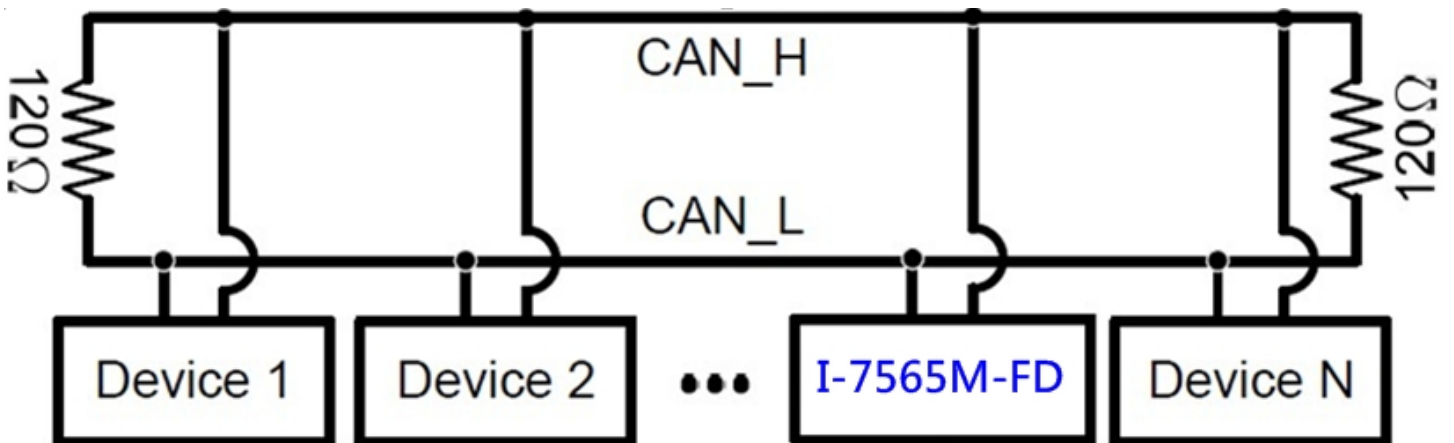 CAN_H
120Ω
120Ω
CAN_L
Device 1
Device 2
•••
I-7565M-FD
Device N